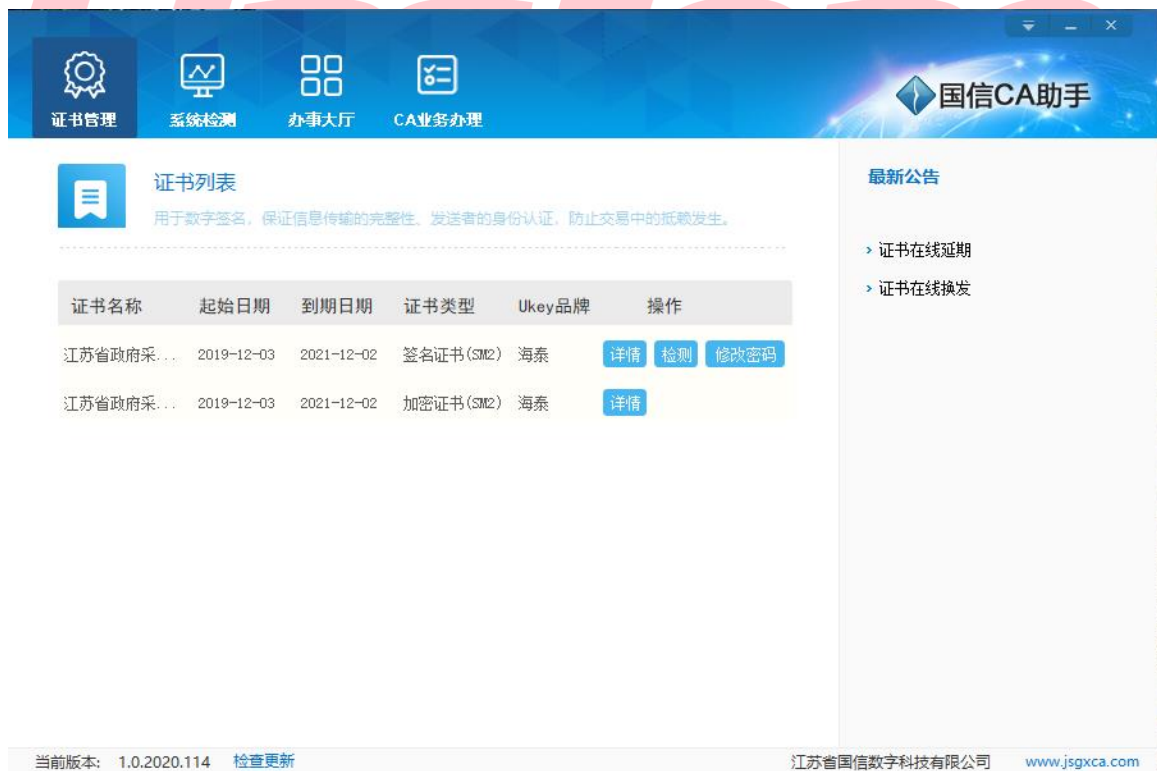 国信CA助手
证书管理 系统检测 办事大厅 CA业务办理
证书列表
用于数字签名，保证信息传输的完整性、发送者的身份认证，防止交易中的抵赖发生。
证书名称 起始日期 到期日期 证书类型 Ukey品牌 操作
江苏省政府采... 2019-12-03 2021-12-02 签名证书(SM2) 海泰 详情 检测 修改密码
江苏省政府采... 2019-12-03 2021-12-02 加密证书(SM2) 海泰 详情
最新公告
证书在线延期
证书在线换发
当前版本: 1.0.2020.114 检查更新 江苏省国信数字科技有限公司 www.jsgxca.com